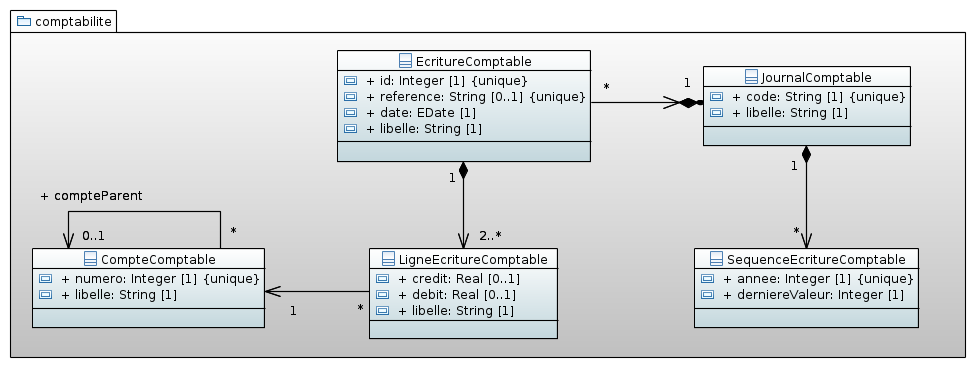 comptabilite
EcritureComptable
+ id: Integer [1] {unique}
+ reference: String [0..1] {unique}
+ date: EDate [1]
+ libelle: String [1]
*
1
JournalComptable
+ code: String [1] {unique}
+ libelle: String [1]
1
1
+ compteParent
0..1
*
2..*
*
CompteComptable
+ numero: Integer [1] {unique}
+ libelle: String [1]
1
*
LigneEcritureComptable
+ credit: Real [0..1]
+ debit: Real [0..1]
+ libelle: String [1]
SequenceEcritureComptable
+ annee: Integer [1] {unique}
+ derniereValeur: Integer [1]